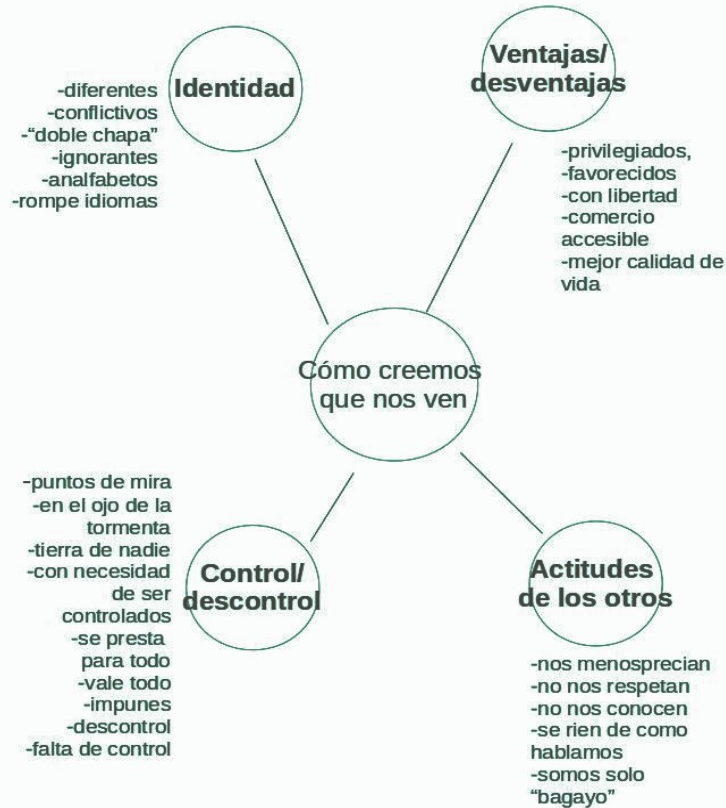 Identidad
-diferentes
-conflictivos
-“doble chapa”
-ignorantes
-analfabetos
-rompe idiomas
Ventajas/
desventajas
-privilegiados,
-favorecidos
-con libertad
-comercio
accesible
-mejor calidad de
vida
Cómo creemos
que nos ven
-puntos de mira
-en el ojo de la
tormenta
-tierra de nadie
-con necesidad
de ser
controlados
-se presta
para todo
-vale todo
-impunes
-descontrol
-falta de control
Control/
descontrol
Actitudes
de los otros
-nos menosprecian
-no nos respetan
-no nos conocen
-se rien de como
hablamos
-somos solo
“bagayo”